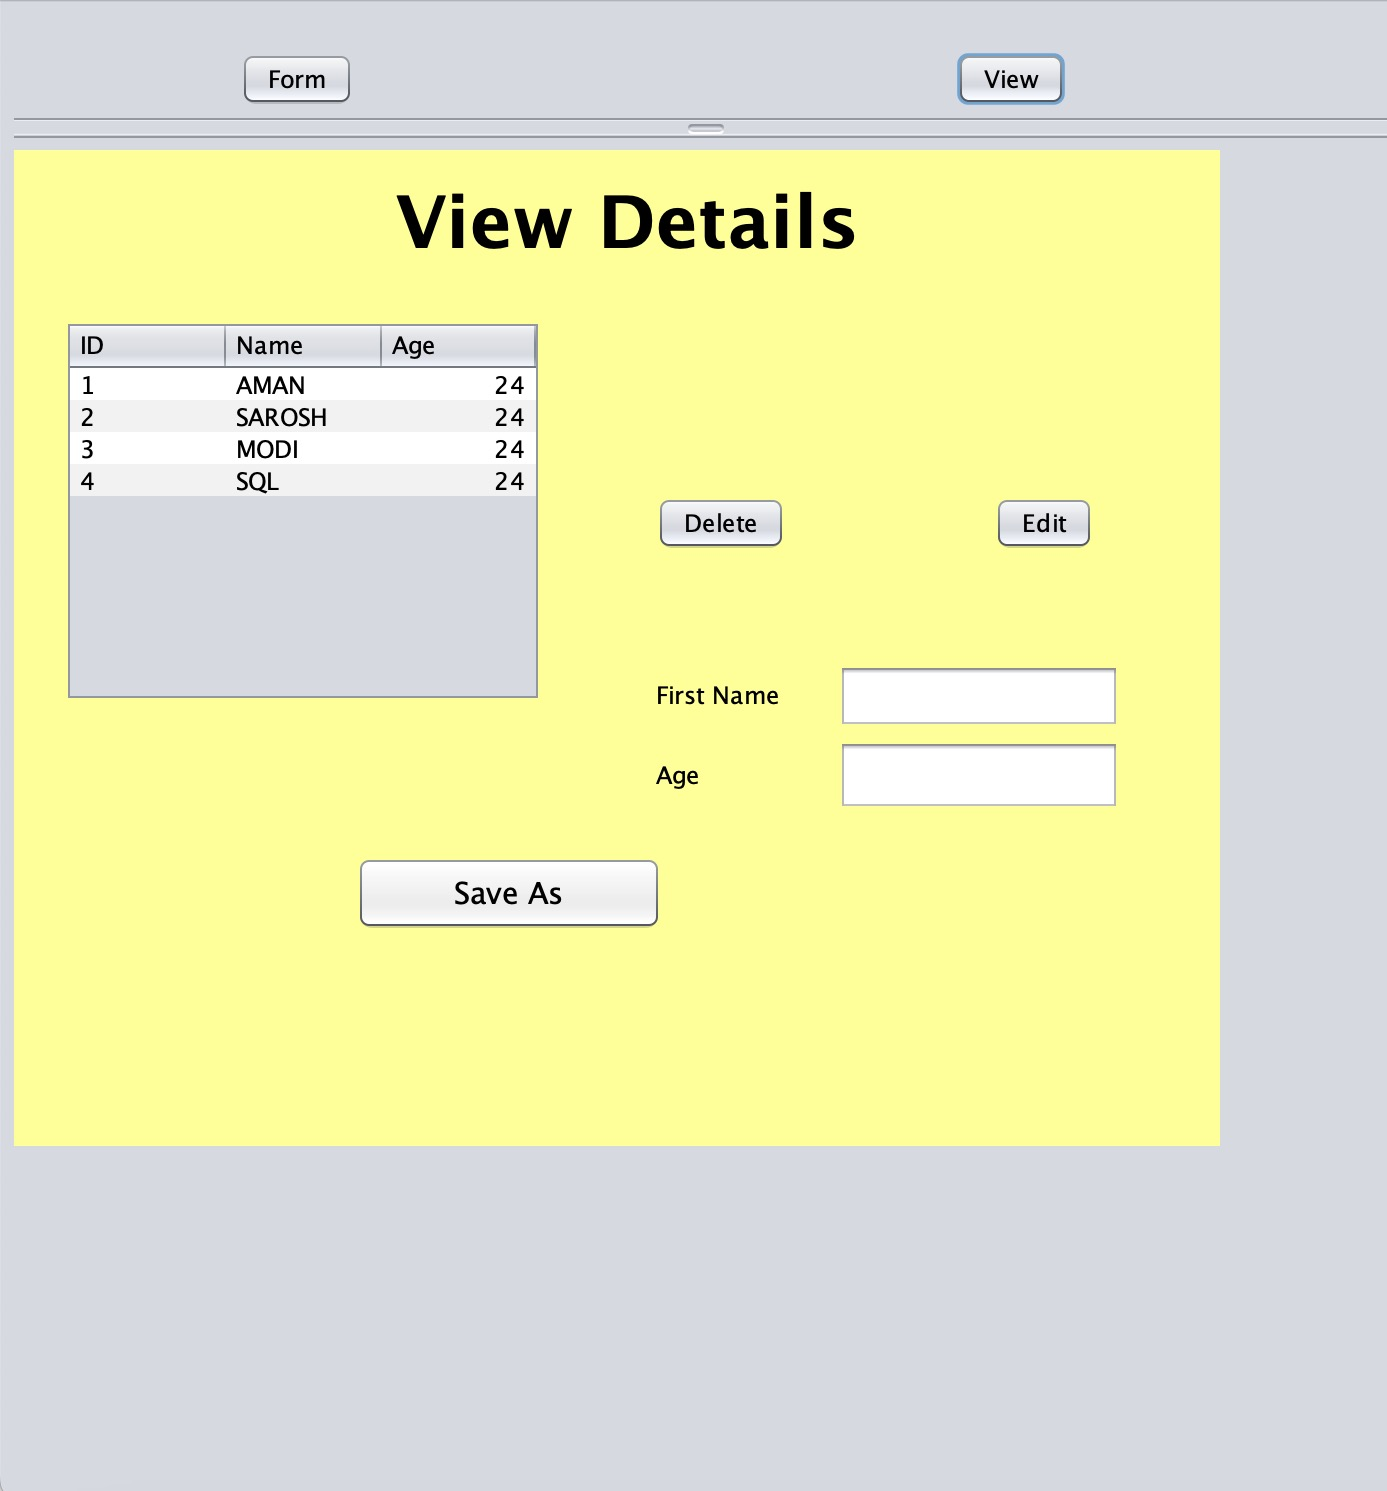 Form View
View Details
ID Name Age
1 AMAN 24
2 SAROSH 24
3 MODI 24
4 SQL 24
Delete Edit
First Name
Age
Save As